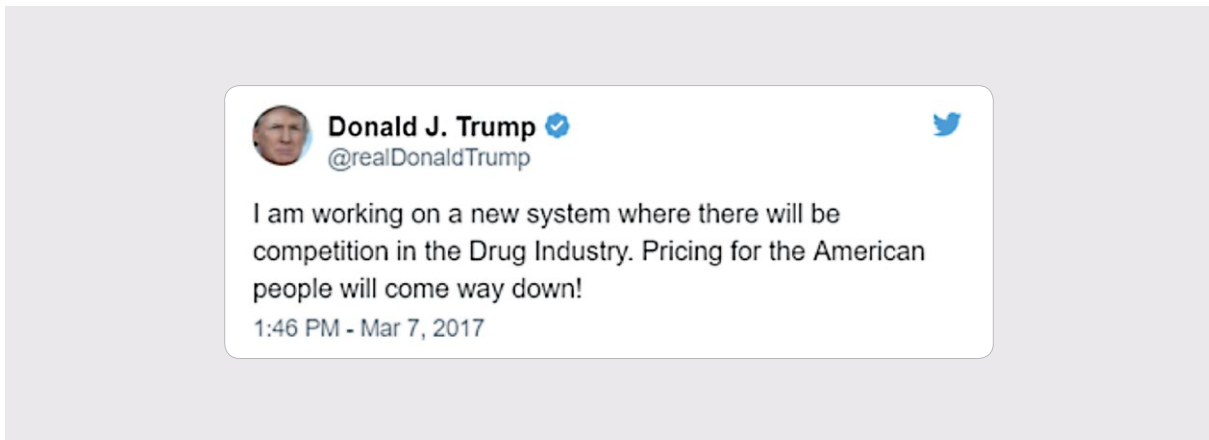 Donald J. Trump
@realDonaldTrump
I am working on a new system where there will be
competition in the Drug Industry. Pricing for the American
people will come way down!
1:46 PM - Mar 7, 2017